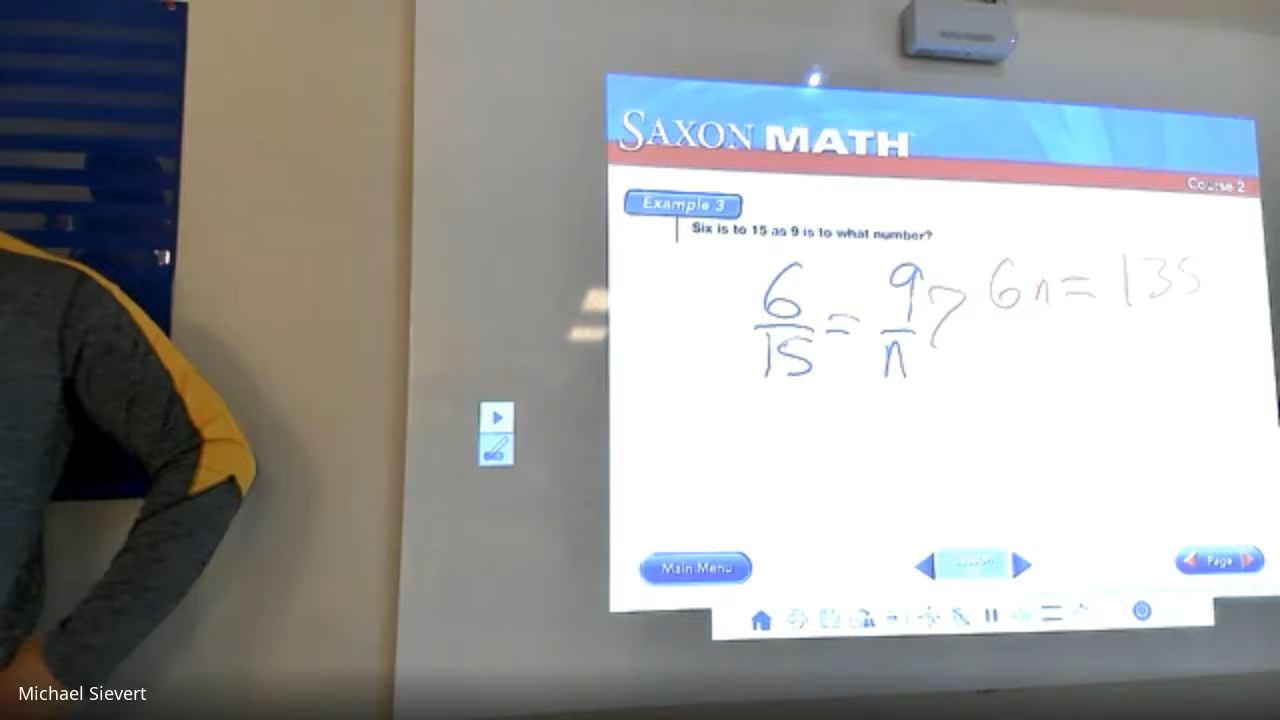 SAXON MATH
Course 2
Example 3
Six is to 15 as 9 is to what number?
6/15 = 9/n > 6n = 135
Main Menu
Page
Michael Sievert